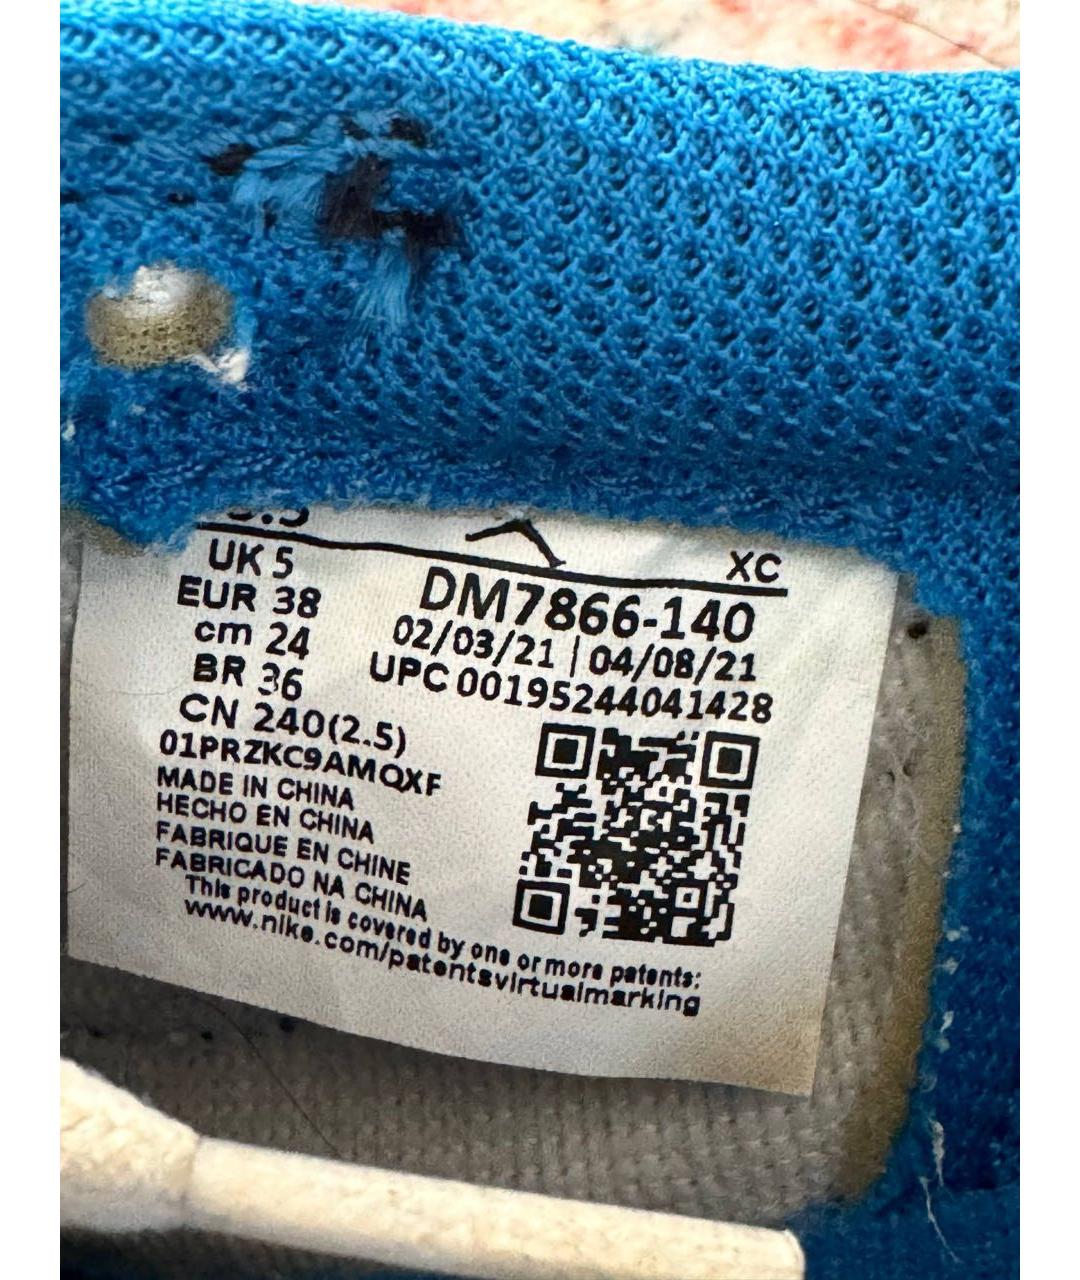 XC
UK 5
EUR 38
cm 24
BR 36
CN 240(2.5)
DM7866-140
02/03/21 | 04/08/21
UPC 00195244041428
01PRZKC9AMQXF
MADE IN CHINA
HECHO EN CHINA
FABRIQUE EN CHINE
FABRICADO NA CHINA
This product is covered by one or more patents:
www.nike.com/patentsvirtualmarking